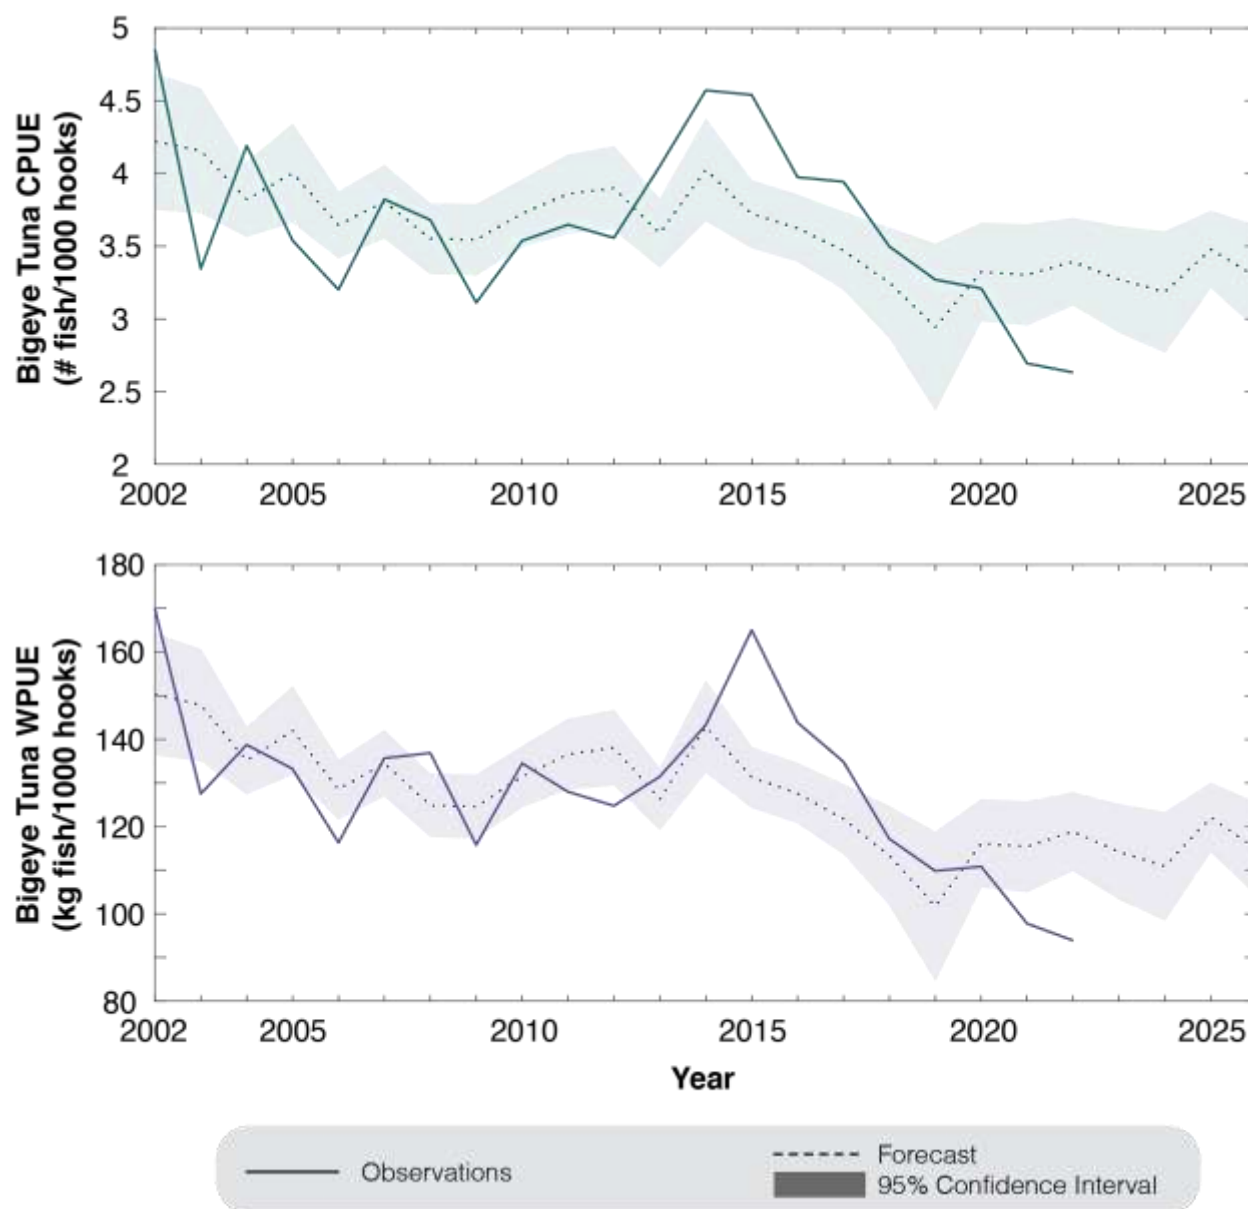 Bigeye Tuna CPUE
(# fish/1000 hooks)
5
4.5
4
3.5
3
2.5
2
2002 2005 2010 2015 2020 2025
Bigeye Tuna WPUE
(kg fish/1000 hooks)
180
160
140
120
100
80
2002 2005 2010 2015 2020 2025
Year
Observations
Forecast
95% Confidence Interval